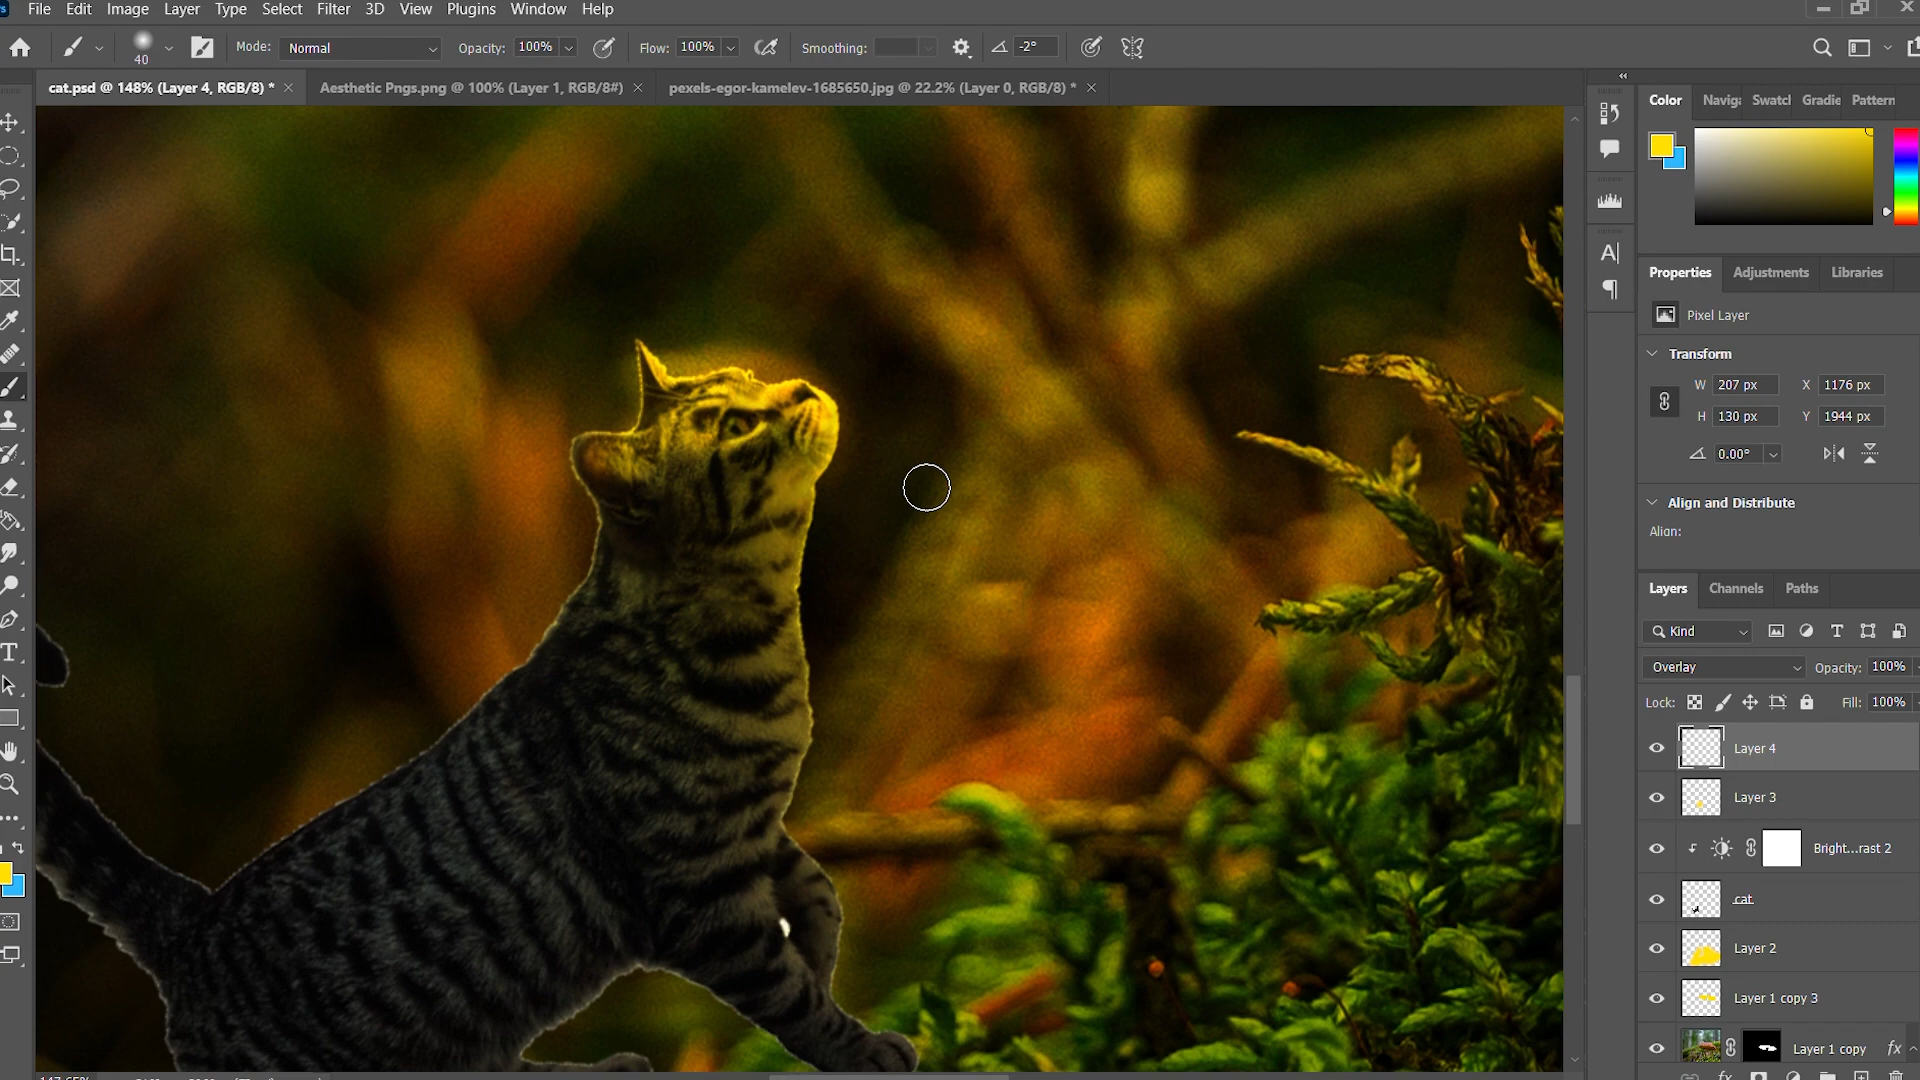 File Edit Image Layer Type Select Filter 3D View Plugins Window Help
40 Mode: Normal Opacity: 100% Flow: 100% Smoothing: -2°
cat.psd @ 148% (Layer 4, RGB/8) * Aesthetic Pngs.png @ 100% (Layer 1, RGB/8#) pexels-egor-kamelev-1685650.jpg @ 22.2% (Layer 0, RGB/8) *
Color Naviga Swatcl Gradie Pattern
Properties Adjustments Libraries
Pixel Layer
Transform
W 207 px X 1176 px
H 130 px Y 1944 px
0.00°
Align and Distribute
Align:
Layers Channels Paths
Kind
Overlay Opacity: 100%
Lock: Fill: 100%
Layer 4
Layer 3
Bright...rast 2
cat
Layer 2
Layer 1 copy 3
Layer 1 copy fx